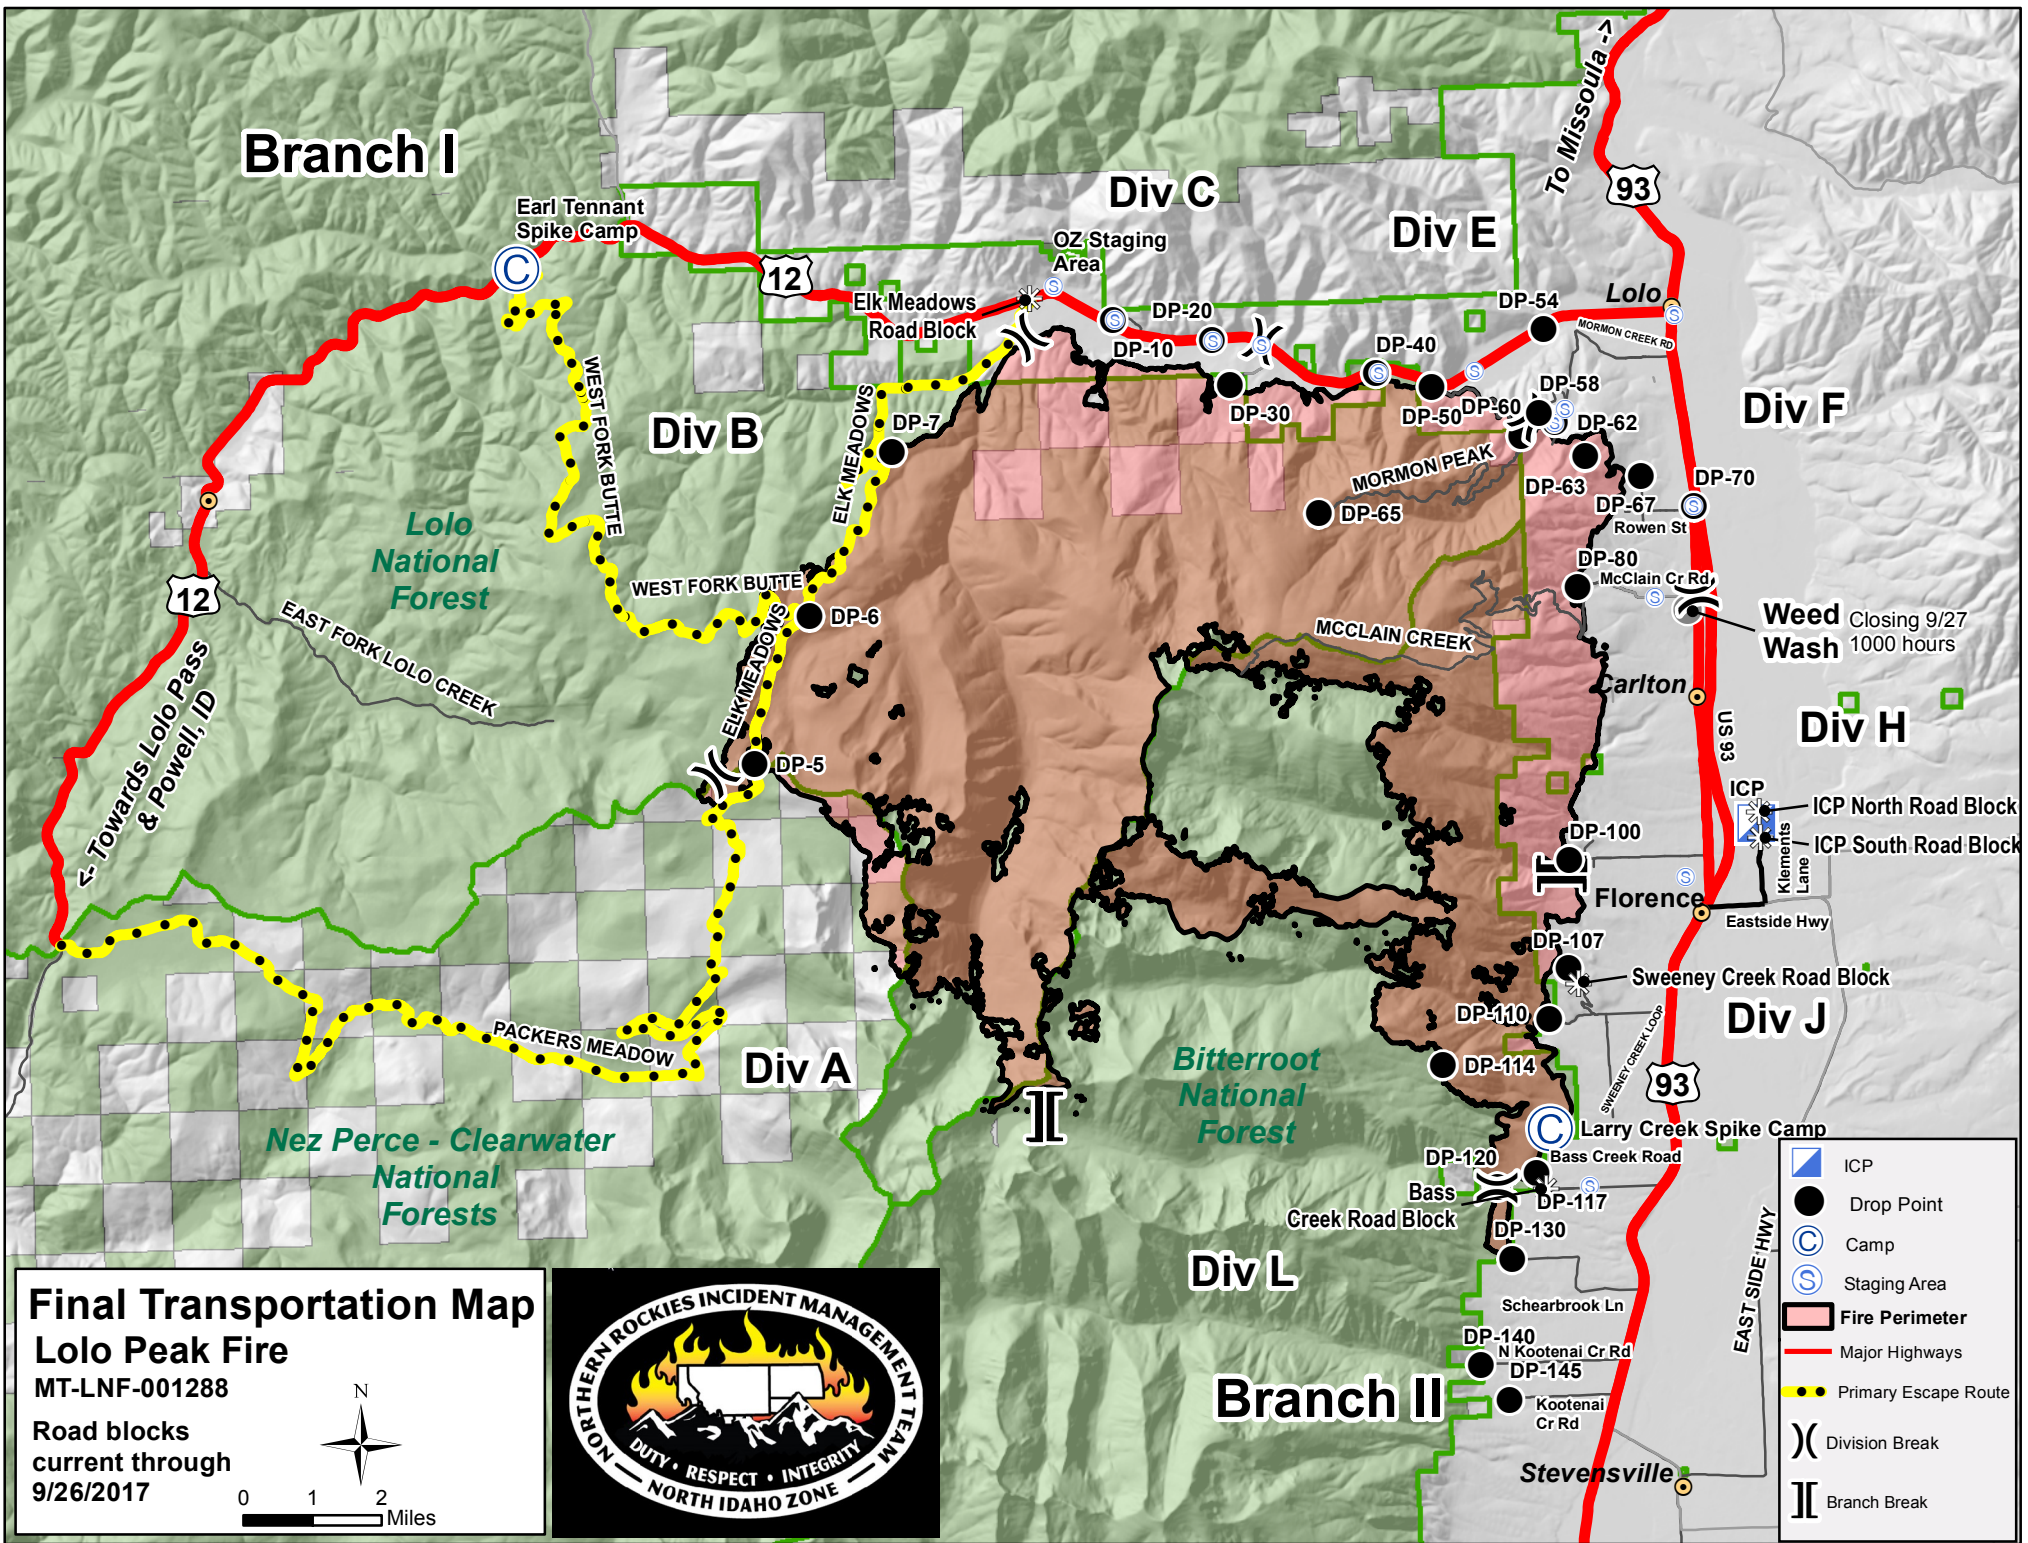 Branch I
Earl Tennant
Spike Camp
C
12
Div C
OZ Staging
Area
S
Div E
To Missoula ->
93
Elk Meadows
Road Block
DP-20
DP-10
S
S
S
DP-54
Lolo
S
MORMON CREEK RD
DP-40
S
S
DP-30
DP-50
DP-60
DP-58
S
S
DP-62
Div F
WEST FORK BUTTE
Div B
ELK MEADOWS
DP-7
MORMON PEAK
DP-63
DP-65
DP-67
DP-70
S
Rowen St
Lolo
National
Forest
DP-80
McClain Cr Rd
S
WEST FORK BUTTE
DP-6
ELK MEADOWS
MCCLAIN CREEK
Weed
Wash
Closing 9/27
1000 hours
12
EAST FORK LOLO CREEK
<- Towards Lolo Pass
& Powell, ID
DP-5
Carlton
US 93
Div H
ICP
ICP North Road Block
ICP South Road Block
Klements
Lane
DP-100
S
Florence
Eastside Hwy
DP-107
Sweeney Creek Road Block
DP-110
Div J
SWEENEY CREEK LOOP
PACKERS MEADOW
Div A
Bitterroot
National
Forest
DP-114
93
C
Larry Creek Spike Camp
Nez Perce - Clearwater
National
Forests
DP-120
Bass Creek Road
S
Bass
Creek Road Block
DP-117
DP-130
Div L
Schearbrook Ln
EAST SIDE HWY
DP-140
N Kootenai Cr Rd
DP-145
Kootenai
Cr Rd
Branch II
Stevensville
Final Transportation Map
Lolo Peak Fire
MT-LNF-001288
Road blocks
current through
9/26/2017
N
0 1 2
Miles
NORTHERN ROCKIES INCIDENT MANAGEMENT TEAM
DUTY • RESPECT • INTEGRITY
NORTH IDAHO ZONE
ICP
Drop Point
C Camp
S Staging Area
Fire Perimeter
Major Highways
Primary Escape Route
Division Break
Branch Break